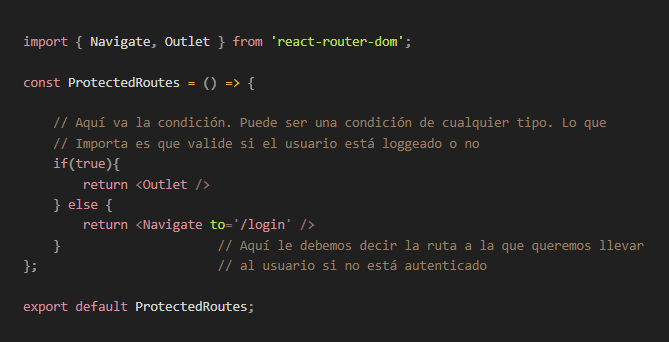 import { Navigate, Outlet } from 'react-router-dom';
const ProtectedRoutes = () => {
// Aquí va la condición. Puede ser una condición de cualquier tipo. Lo que
// Importa es que valide si el usuario está loggeado o no
if(true){
return <Outlet />
} else {
return <Navigate to='/login' />
} // Aquí le debemos decir la ruta a la que queremos llevar
}; // al usuario si no está autenticado
export default ProtectedRoutes;